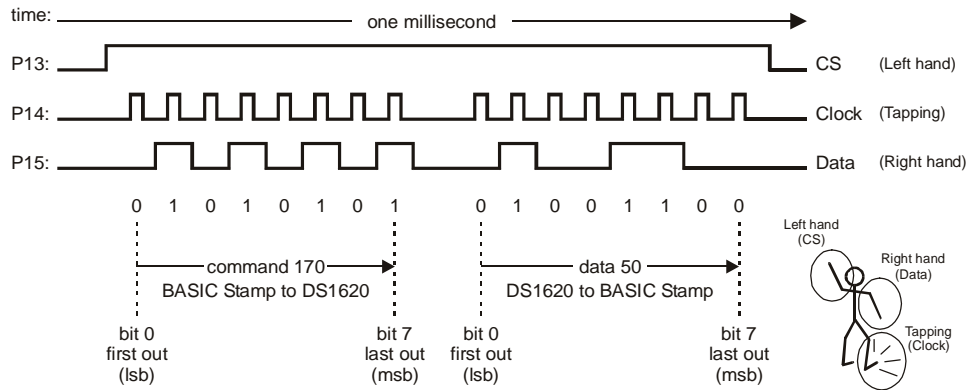 time:
one millisecond
P13:
CS
(Left hand)
P14:
Clock
(Tapping)
P15:
Data
(Right hand)
0 1 0 1 0 1 0 1
0 1 0 0 1 1 0 0
command 170
BASIC Stamp to DS1620
data 50
DS1620 to BASIC Stamp
bit 0
first out
(lsb)
bit 7
last out
(msb)
bit 0
first out
(lsb)
bit 7
last out
(msb)
Left hand
(CS)
Right hand
(Data)
Tapping
(Clock)